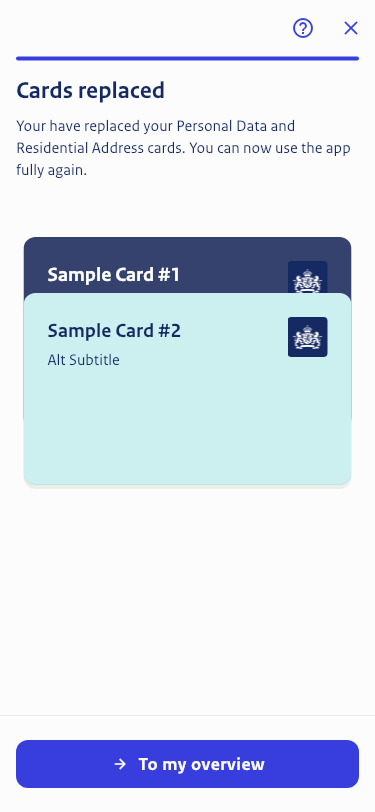 Cards replaced
Your have replaced your Personal Data and
Residential Address cards. You can now use the app
fully again.
Sample Card #1
Sample Card #2
Alt Subtitle
To my overview